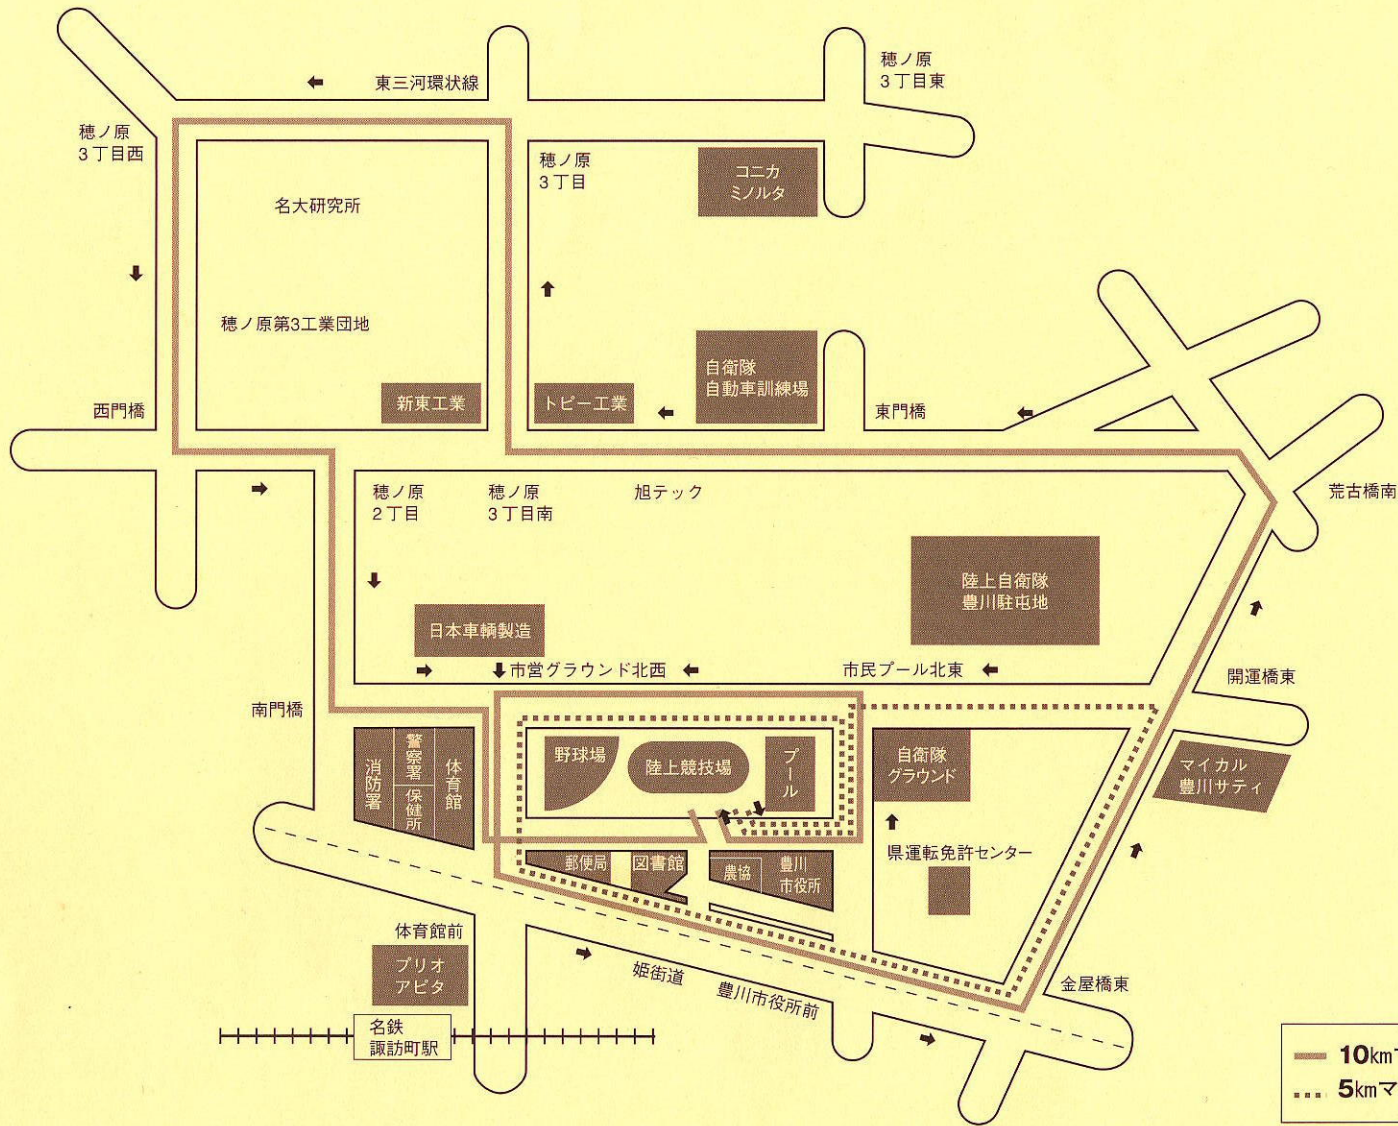 穂ノ原
3丁目東
東三河環状線
穂ノ原
3丁目西
穂ノ原
3丁目
コニカ
ミノルタ
名大研究所
穂ノ原第3工業団地
自衛隊
自動車訓練場
新東工業
トピー工業
西門橋
東門橋
荒古橋南
穂ノ原
2丁目
穂ノ原
3丁目南
旭テック
陸上自衛隊
豊川駐屯地
日本車輌製造
市営グラウンド北西
市民プール北東
開運橋東
南門橋
消防署
警察署
保健所
体育館
野球場
陸上競技場
プール
自衛隊
グラウンド
マイカル
豊川サティ
郵便局
図書館
農協
豊川
市役所
県運転免許センター
体育館前
プリオ
アピタ
姫街道
豊川市役所前
金屋橋東
名鉄
諏訪町駅
10km
5kmマ